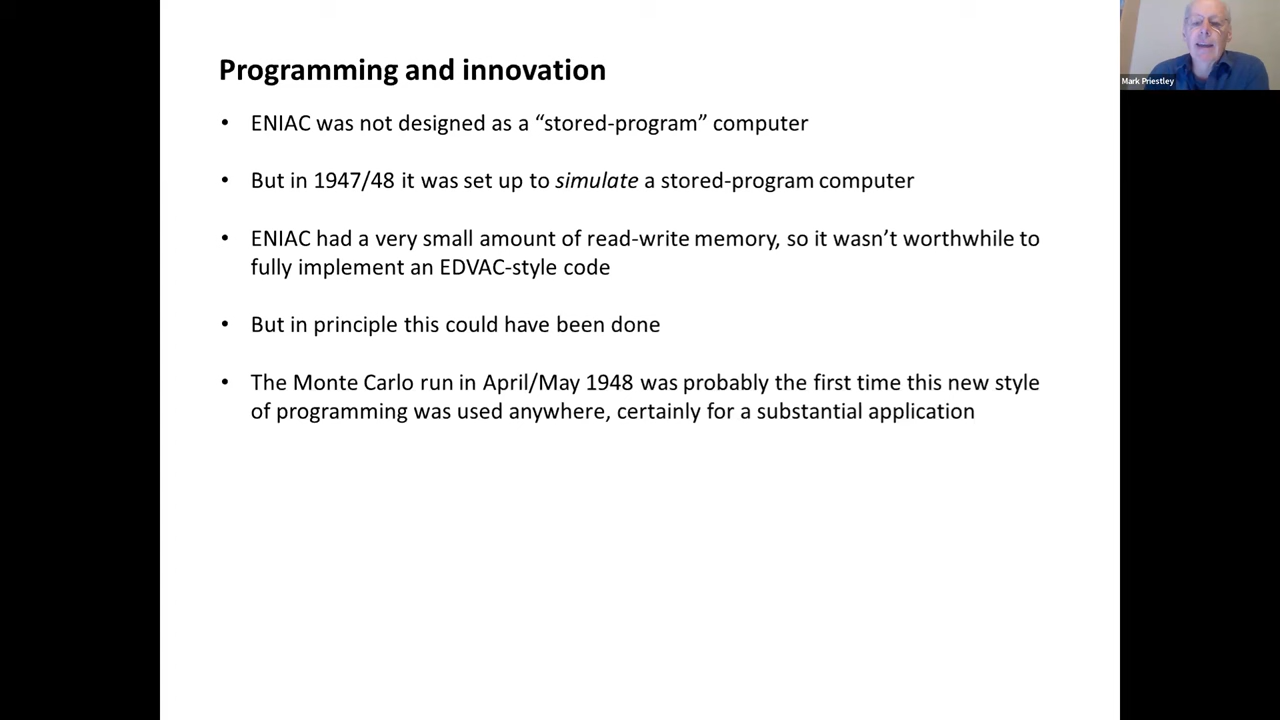 Programming and innovation
• ENIAC was not designed as a “stored-program” computer
• But in 1947/48 it was set up to simulate a stored-program computer
• ENIAC had a very small amount of read-write memory, so it wasn’t worthwhile to
fully implement an EDVAC-style code
• But in principle this could have been done
• The Monte Carlo run in April/May 1948 was probably the first time this new style
of programming was used anywhere, certainly for a substantial application
Mark Priestley